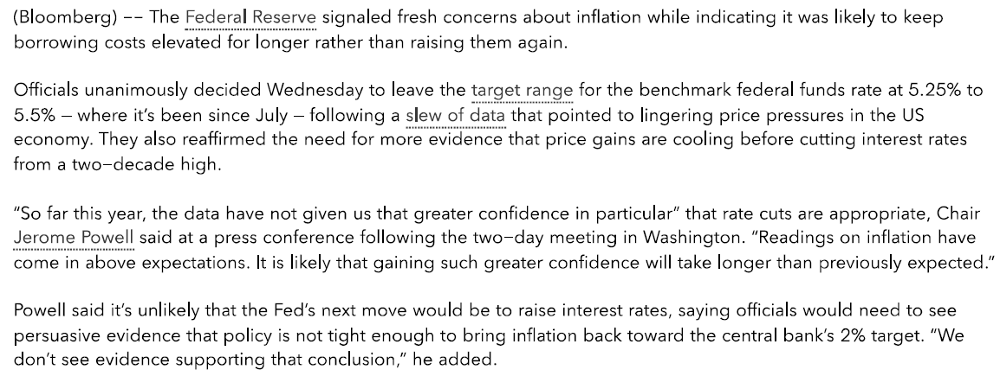 (Bloomberg) -- The Federal Reserve signaled fresh concerns about inflation while indicating it was likely to keep
borrowing costs elevated for longer rather than raising them again.
Officials unanimously decided Wednesday to leave the target range for the benchmark federal funds rate at 5.25% to
5.5% — where it’s been since July — following a slew of data that pointed to lingering price pressures in the US
economy. They also reaffirmed the need for more evidence that price gains are cooling before cutting interest rates
from a two-decade high.
“So far this year, the data have not given us that greater confidence in particular” that rate cuts are appropriate, Chair
Jerome Powell said at a press conference following the two-day meeting in Washington. “Readings on inflation have
come in above expectations. It is likely that gaining such greater confidence will take longer than previously expected.”
Powell said it’s unlikely that the Fed’s next move would be to raise interest rates, saying officials would need to see
persuasive evidence that policy is not tight enough to bring inflation back toward the central bank’s 2% target. “We
don’t see evidence supporting that conclusion,” he added.